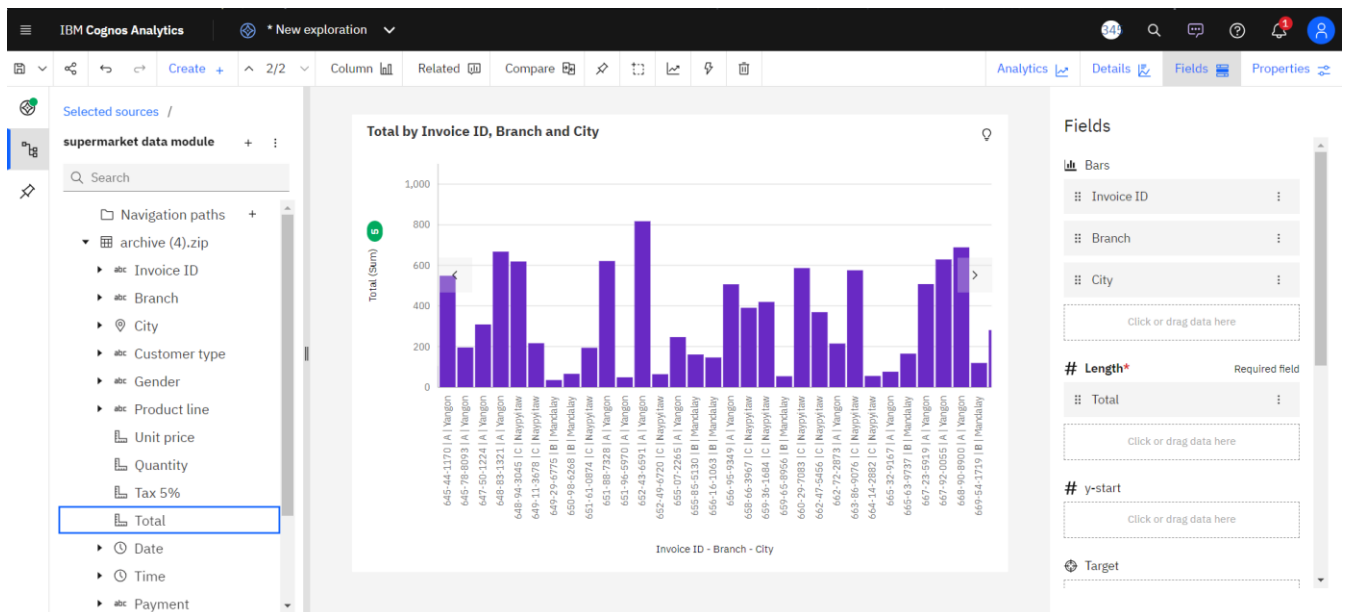 IBM Cognos Analytics
* New exploration
1
Create +
2/2
Column
Related
Compare
Analytics
Details
Fields
Properties
Selected sources /
supermarket data module
Search
Navigation paths
archive (4).zip
abc Invoice ID
abc Branch
City
abc Customer type
abc Gender
abc Product line
Unit price
Quantity
Tax 5%
Total
Date
Time
abc Payment
Total by Invoice ID, Branch and City
5
Total (Sum)
1,000
800
600
400
200
0
645-44-1170 | A | Yangon
645-78-8093 | A | Yangon
647-50-1224 | A | Yangon
648-83-1321 | A | Yangon
648-94-3045 | C | Naypyitaw
649-11-3678 | C | Naypyitaw
649-29-6775 | B | Mandalay
650-98-6268 | B | Mandalay
651-61-0874 | C | Naypyitaw
651-88-7328 | A | Yangon
651-96-5970 | A | Yangon
652-43-6591 | A | Yangon
652-49-6720 | C | Naypyitaw
665-07-2265 | A | Yangon
655-85-5130 | B | Mandalay
656-16-1063 | B | Mandalay
656-95-9349 | A | Yangon
658-66-3967 | C | Naypyitaw
659-36-1684 | C | Naypyitaw
659-65-8956 | B | Mandalay
660-29-7083 | A | Yangon
662-47-5456 | C | Naypyitaw
662-72-2873 | A | Yangon
663-86-9076 | C | Naypyitaw
664-14-2882 | C | Naypyitaw
665-32-9167 | A | Yangon
665-63-9737 | B | Mandalay
667-23-5919 | A | Yangon
667-92-0055 | A | Yangon
668-90-8900 | A | Yangon
669-54-1719 | B | Mandalay
Invoice ID - Branch - City
Fields
Bars
Invoice ID
Branch
City
Click or drag data here
# Length* Required field
Total
Click or drag data here
# y-start
Click or drag data here
Target